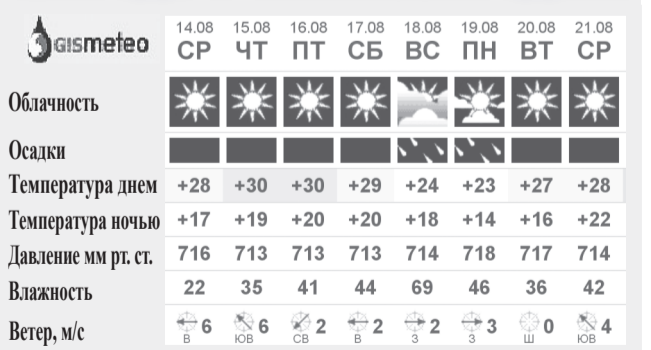 GISmeteo
14.08 15.08 16.08 17.08 18.08 19.08 20.08 21.08
СР ЧТ ПТ СБ ВС ПН ВТ СР
Облачность
Осадки
Температура днем +28 +30 +30 +29 +24 +23 +27 +28
Температура ночью +17 +19 +20 +20 +18 +14 +16 +22
Давление мм рт. ст. 716 713 713 713 714 718 717 714
Влажность 22 35 41 44 69 46 36 42
Ветер, м/с 6 6 2 2 2 3 0 4
В ЮВ СВ В З З Ш ЮВ